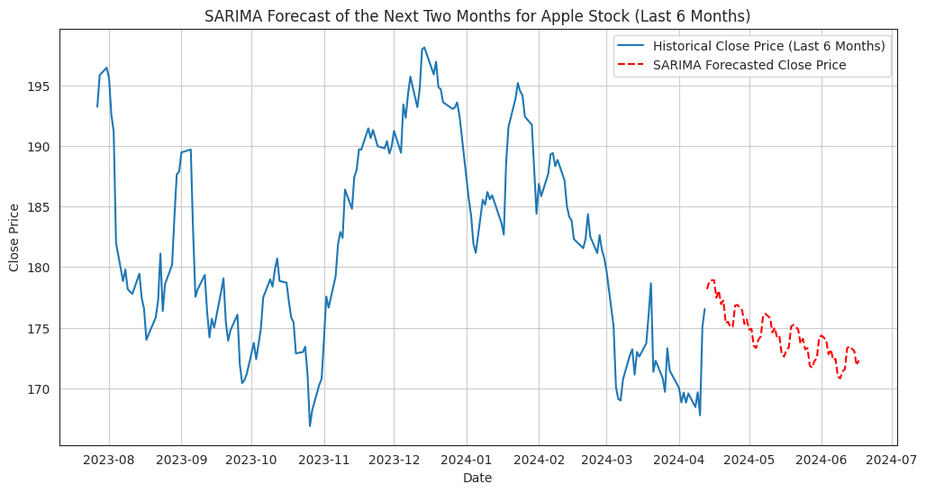 SARIMA Forecast of the Next Two Months for Apple Stock (Last 6 Months)
Historical Close Price (Last 6 Months)
SARIMA Forecasted Close Price
Close Price
195
190
185
180
175
170
2023-08 2023-09 2023-10 2023-11 2023-12 2024-01 2024-02 2024-03 2024-04 2024-05 2024-06 2024-07
Date